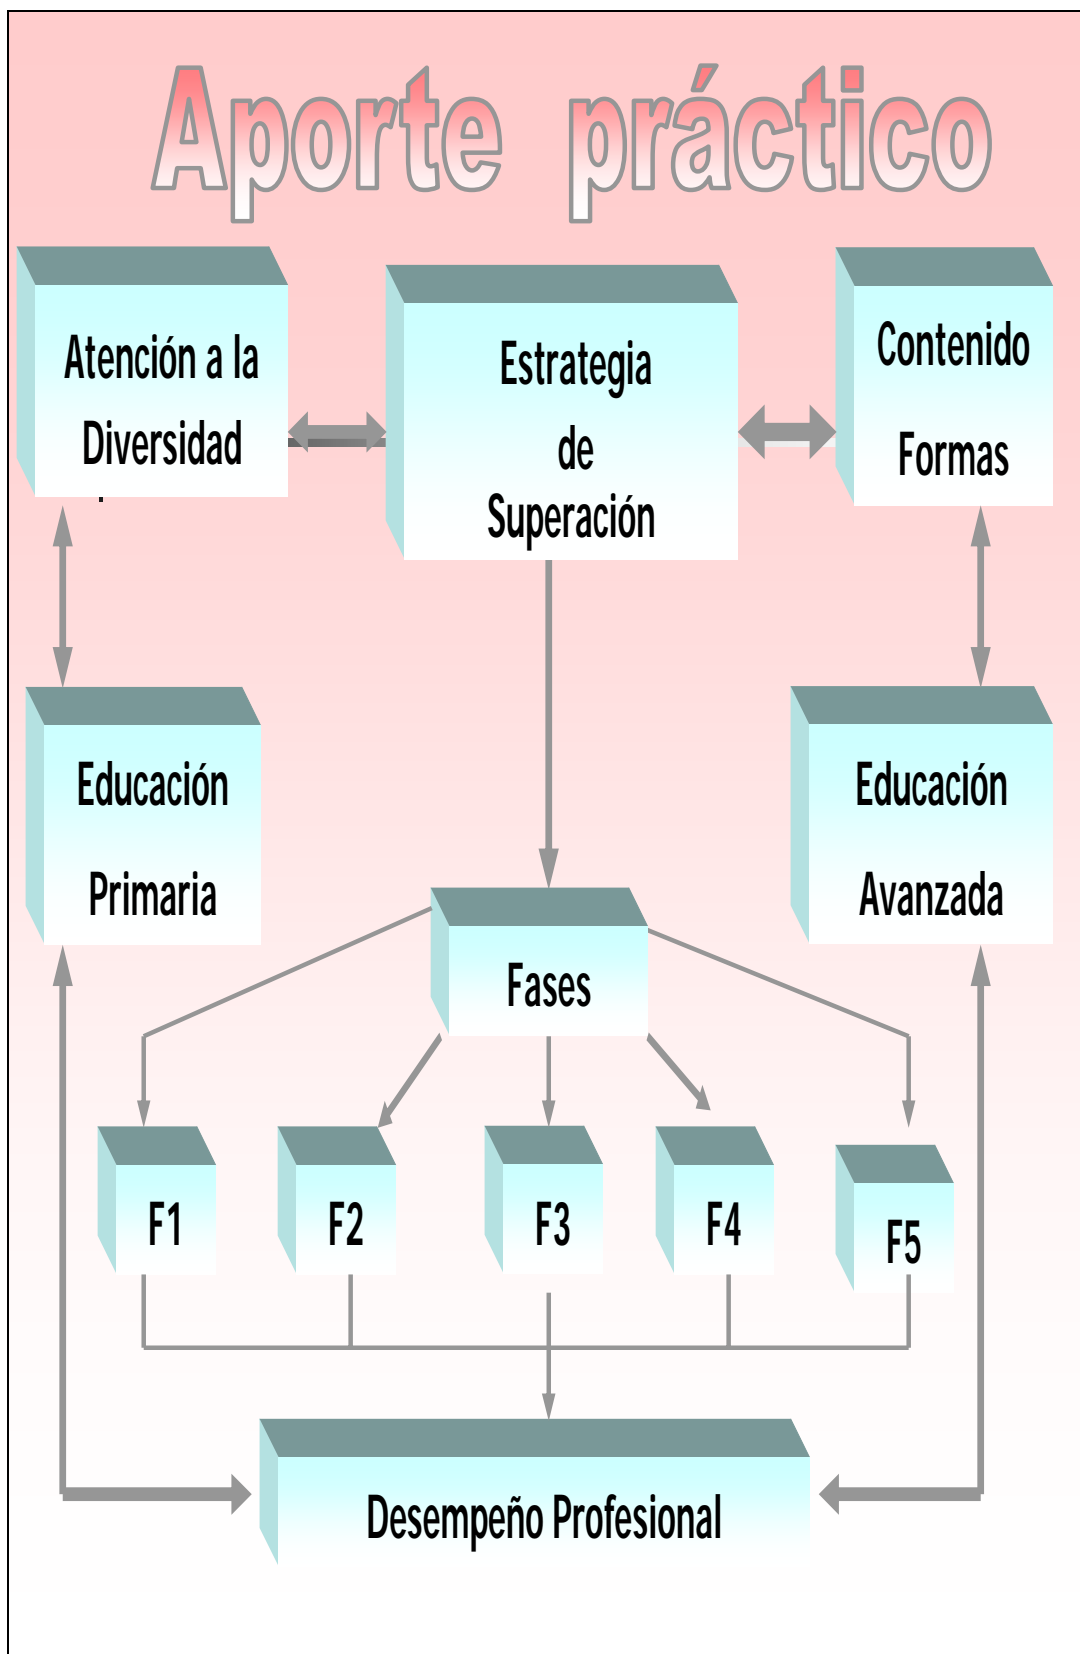 Aporte práctico
Atención a la
Diversidad
Estrategia
de
Superación
Contenido
Formas
Educación
Primaria
Educación
Avanzada
Fases
F1
F2
F3
F4
F5
Desempeño Profesional